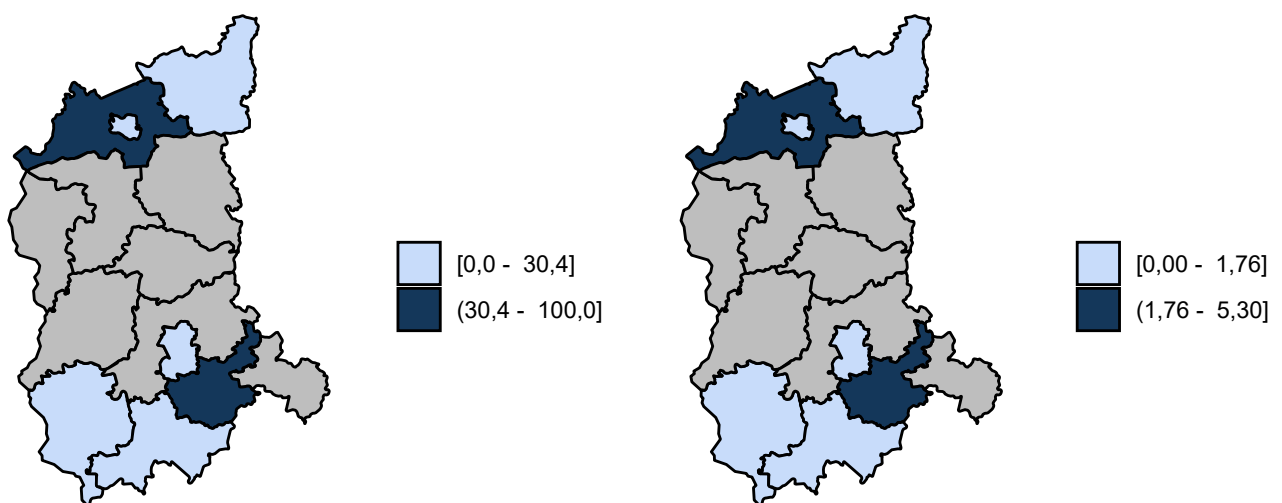 [0,0 -  30,4]
(30,4 -  100,0]
[0,00 -  1,76]
(1,76 -  5,30]